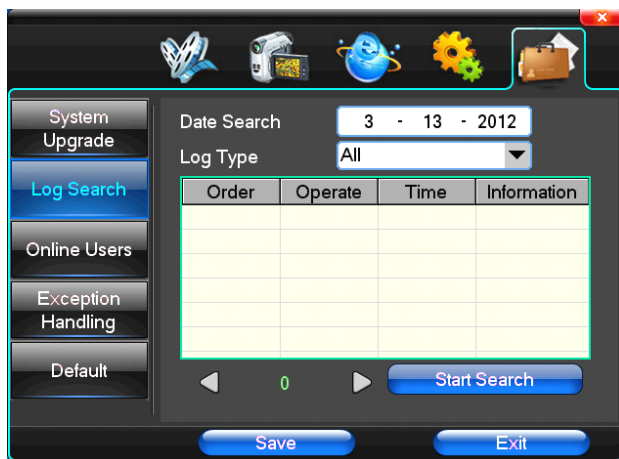 System
Upgrade
Log Search
Online Users
Exception
Handling
Default
Date Search 3 - 13 - 2012
Log Type All
Order Operate Time Information
0 Start Search
Save Exit